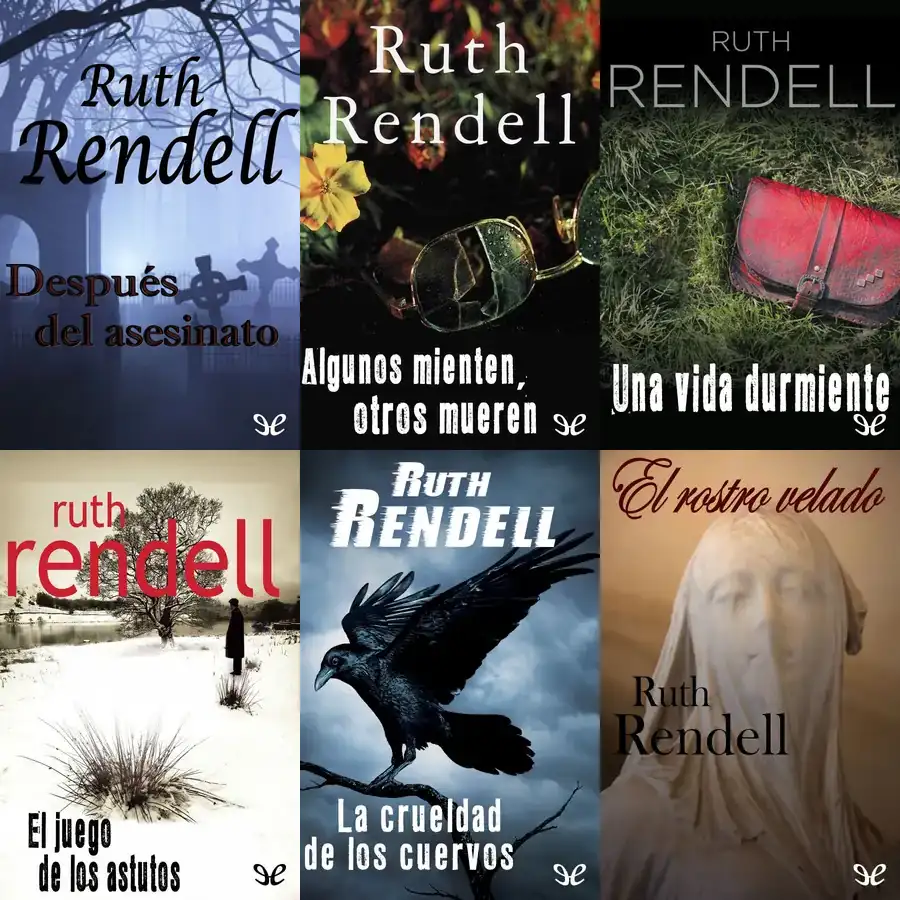 Ruth
Rendell
Después
del asesinato
Ruth
Rendell
Algunos mienten,
otros mueren
RUTH
RENDELL
Una vida durmiente
ruth
rendell
El juego
de los astutos
RUTH
RENDELL
La crueldad
de los cuervos
El rostro velado
Ruth
Rendell